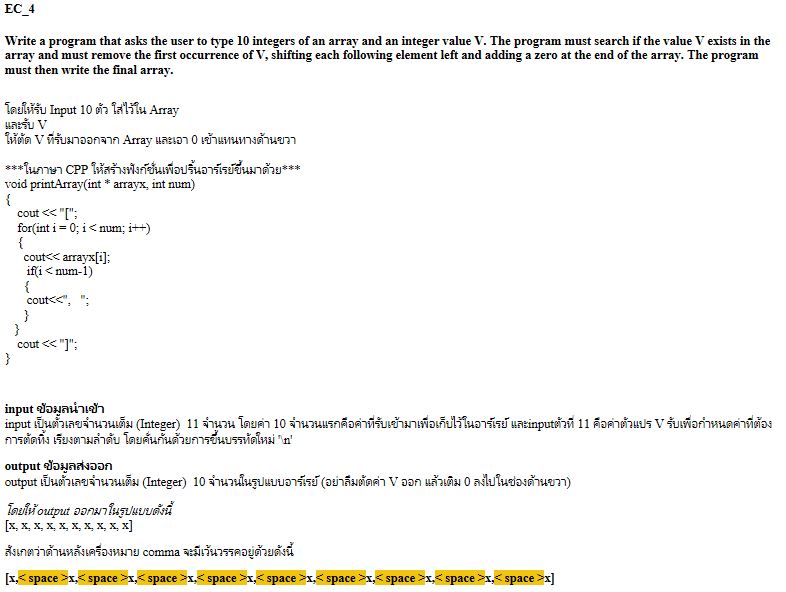 EC_4
Write a program that asks the user to type 10 integers of an array and an integer value V. The program must search if the value V exists in the
array and must remove the first occurrence of V, shifting each following element left and adding a zero at the end of the array. The program
must then write the final array.
โดยให้รับ Input 10 ตัว ใส่ไว้ใน Array
และรับ V
ให้ตัด V ที่รับมาออกจาก Array และเอา 0 เข้าแทนทางด้านขวา
***ในภาษา CPP ให้สร้างฟังก์ชั่นเพื่อปริ้นอาร์เรย์ขึ้นมาด้วย***
void printArray(int * arrayx, int num)
{
cout << "[";
for(int i = 0; i < num; i++)
{
cout<< arrayx[i];
if(i < num-1)
{
cout<<",   ";
}
}
cout << "]";
}
input ข้อมูลนำเข้า
input เป็นตัวเลขจำนวนเต็ม (Integer)  11 จำนวน โดยค่า 10 จำนวนแรกคือค่าที่รับเข้ามาเพื่อเก็บไว้ในอาร์เรย์ และinputตัวที่ 11 คือค่าตัวแปร V รับเพื่อกำหนดค่าที่ต้อง
การตัดทิ้ง เรียงตามลำดับ โดยคั่นกันด้วยการขึ้นบรรทัดใหม่ '\n'
output ข้อมูลส่งออก
output เป็นตัวเลขจำนวนเต็ม (Integer)  10 จำนวนในรูปแบบอาร์เรย์ (อย่าลืมตัดค่า V ออก แล้วเติม 0 ลงไปในช่องด้านขวา)
โดยให้ output ออกมาในรูปแบบดังนี้
[x, x, x, x, x, x, x, x, x, x]
สังเกตว่าด้านหลังเครื่องหมาย comma จะมีเว้นวรรคอยู่ด้วยดังนี้
[x,< space >x,< space >x,< space >x,< space >x,< space >x,< space >x,< space >x,< space >x,< space >x]